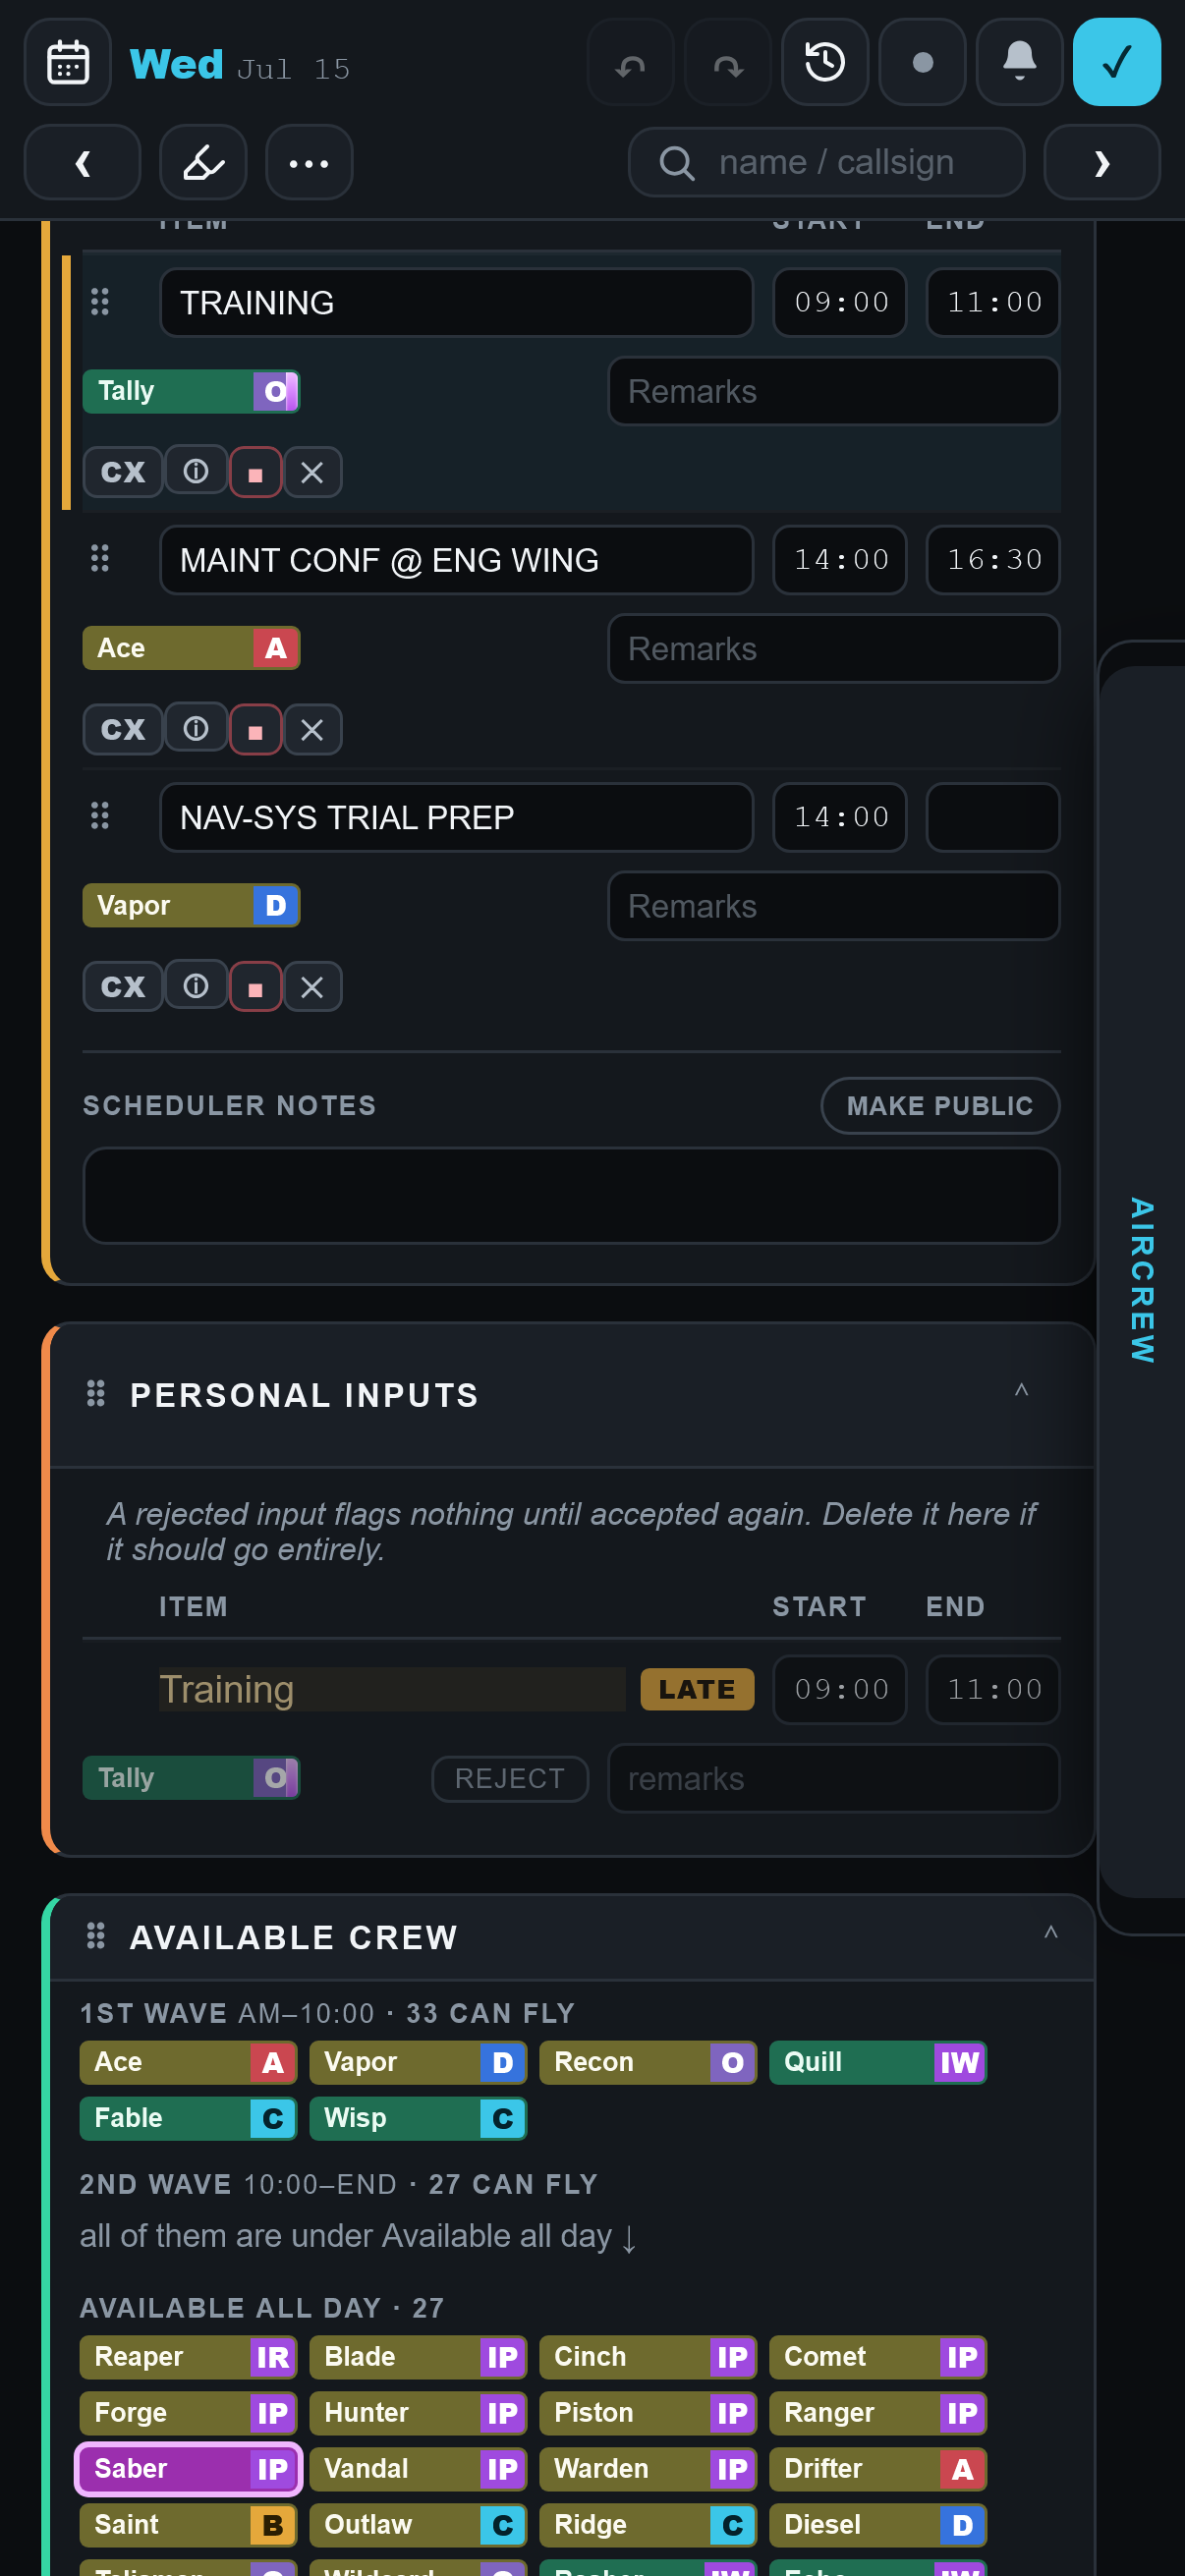 Wed Jul 15
name / callsign
ITEM START END
TRAINING 09:00 11:00
Tally O Remarks
CX
MAINT CONF @ ENG WING 14:00 16:30
Ace A Remarks
CX
NAV-SYS TRIAL PREP 14:00
Vapor D Remarks
CX
SCHEDULER NOTES MAKE PUBLIC
AIRCREW
PERSONAL INPUTS
A rejected input flags nothing until accepted again. Delete it here if
it should go entirely.
ITEM START END
Training LATE 09:00 11:00
Tally O REJECT remarks
AVAILABLE CREW
1ST WAVE AM–10:00 · 33 CAN FLY
Ace A Vapor D Recon O Quill IW
Fable C Wisp C
2ND WAVE 10:00–END · 27 CAN FLY
all of them are under Available all day ↓
AVAILABLE ALL DAY · 27
Reaper IR Blade IP Cinch IP Comet IP
Forge IP Hunter IP Piston IP Ranger IP
Saber IP Vandal IP Warden IP Drifter A
Saint B Outlaw C Ridge C Diesel D